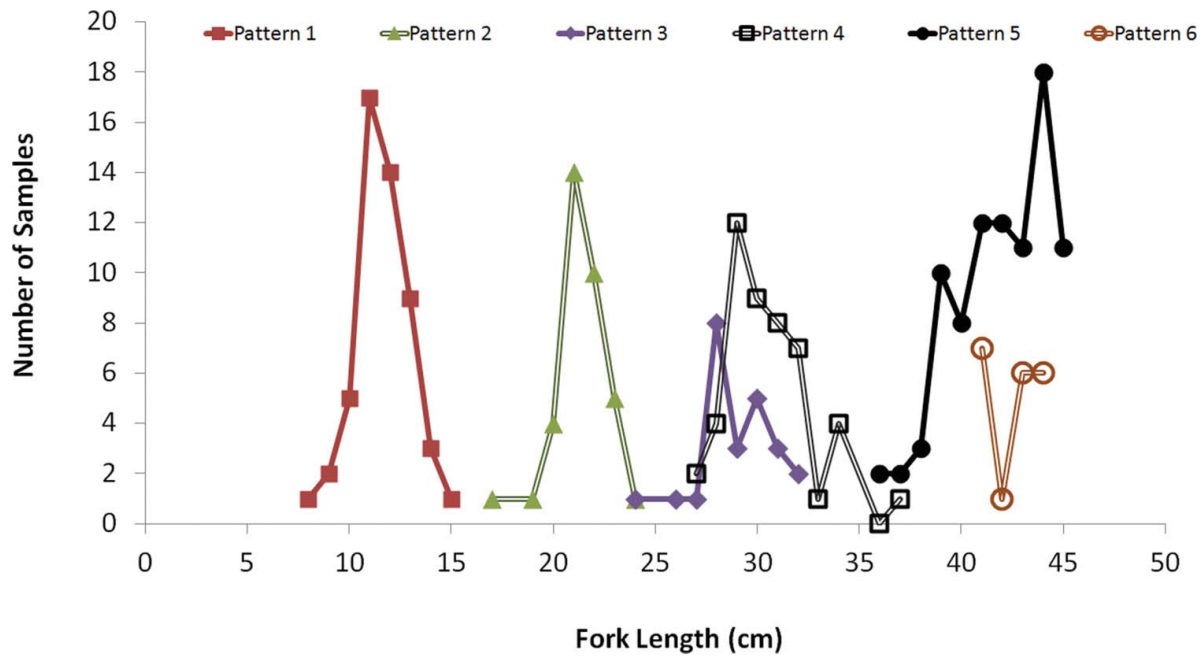 20
Pattern 1 Pattern 2 Pattern 3 Pattern 4 Pattern 5 Pattern 6
18
16
14
12
10
8
6
4
2
0
Number of Samples
0 5 10 15 20 25 30 35 40 45 50
Fork Length (cm)